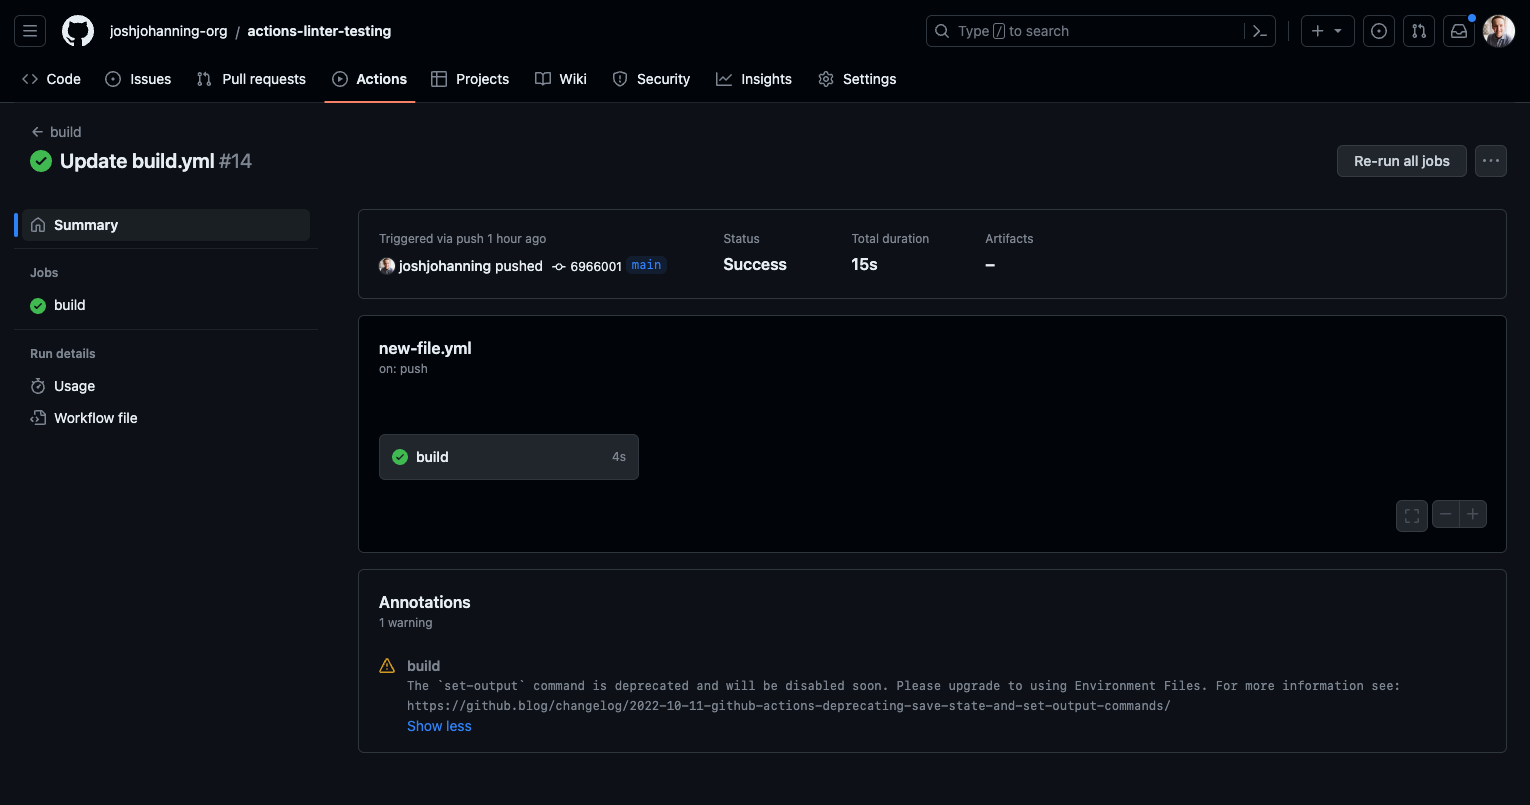 joshjohanning-org / actions-linter-testing
Type / to search
Code Issues Pull requests Actions Projects Wiki Security Insights Settings
build
Update build.yml #14
Re-run all jobs
Summary
Jobs
build
Run details
Usage
Workflow file
Triggered via push 1 hour ago
joshjohanning pushed 6966001 main
Status
Success
Total duration
15s
Artifacts
–
new-file.yml
on: push
build 4s
Annotations
1 warning
build
The `set-output` command is deprecated and will be disabled soon. Please upgrade to using Environment Files. For more information see:
https://github.blog/changelog/2022-10-11-github-actions-deprecating-save-state-and-set-output-commands/
Show less